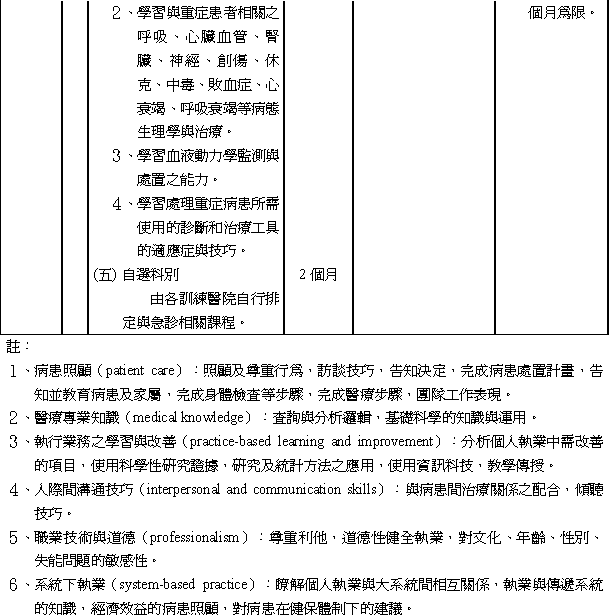 ２、學習與重症患者相關之
個月為限。
呼吸、心臟血管、腎
臟、神經、創傷、休
克、中毒、敗血症、心
衰竭、呼吸衰竭等病態
生理學與治療。
３、學習血液動力學監測與
處置之能力。
４、學習處理重症病患所需
使用的診斷和治療工具
的適應症與技巧。
(五) 自選科別
2 個月
由各訓練醫院自行排
定與急診相關課程。
註：
１、病患照顧（patient care）：照顧及尊重行為，訪談技巧，告知決定，完成病患處置計畫，告
知並教育病患及家屬，完成身體檢查等步驟，完成醫療步驟，團隊工作表現。
２、醫療專業知識（medical knowledge）：查詢與分析邏輯，基礎科學的知識與運用。
３、執行業務之學習與改善（practice-based learning and improvement）：分析個人執業中需改善
的項目，使用科學性研究證據，研究及統計方法之應用，使用資訊科技，教學傳授。
４、人際間溝通技巧（interpersonal and communication skills）：與病患間治療關係之配合，傾聽
技巧。
５、職業技術與道德（professionalism）：尊重利他，道德性健全執業，對文化、年齡、性別、
失能問題的敏感性。
６、系統下執業（system-based practice）：瞭解個人執業與大系統間相互關係，執業與傳遞系統
的知識，經濟效益的病患照顧，對病患在健保體制下的建議。